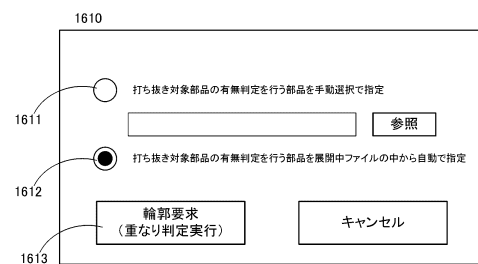 1610
打ち抜き対象部品の有無判定を行う部品を手動選択で指定
1611
参照
打ち抜き対象部品の有無判定を行う部品を展開中ファイルの中から自動で指定
1612
輪郭要求
(重なり判定実行)
キャンセル
1613